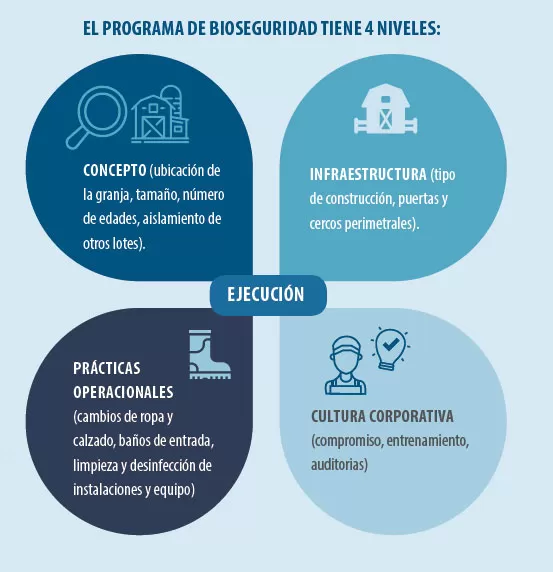 EL PROGRAMA DE BIOSEGURIDAD TIENE 4 NIVELES:
CONCEPTO (ubicación de
la granja, tamaño, número
de edades, aislamiento de
otros lotes).
INFRAESTRUCTURA (tipo
de construcción, puertas y
cercos perimetrales).
EJECUCIÓN
PRÁCTICAS
OPERACIONALES
(cambios de ropa y
calzado, baños de entrada,
limpieza y desinfección de
instalaciones y equipo)
CULTURA CORPORATIVA
(compromiso, entrenamiento,
auditorias)